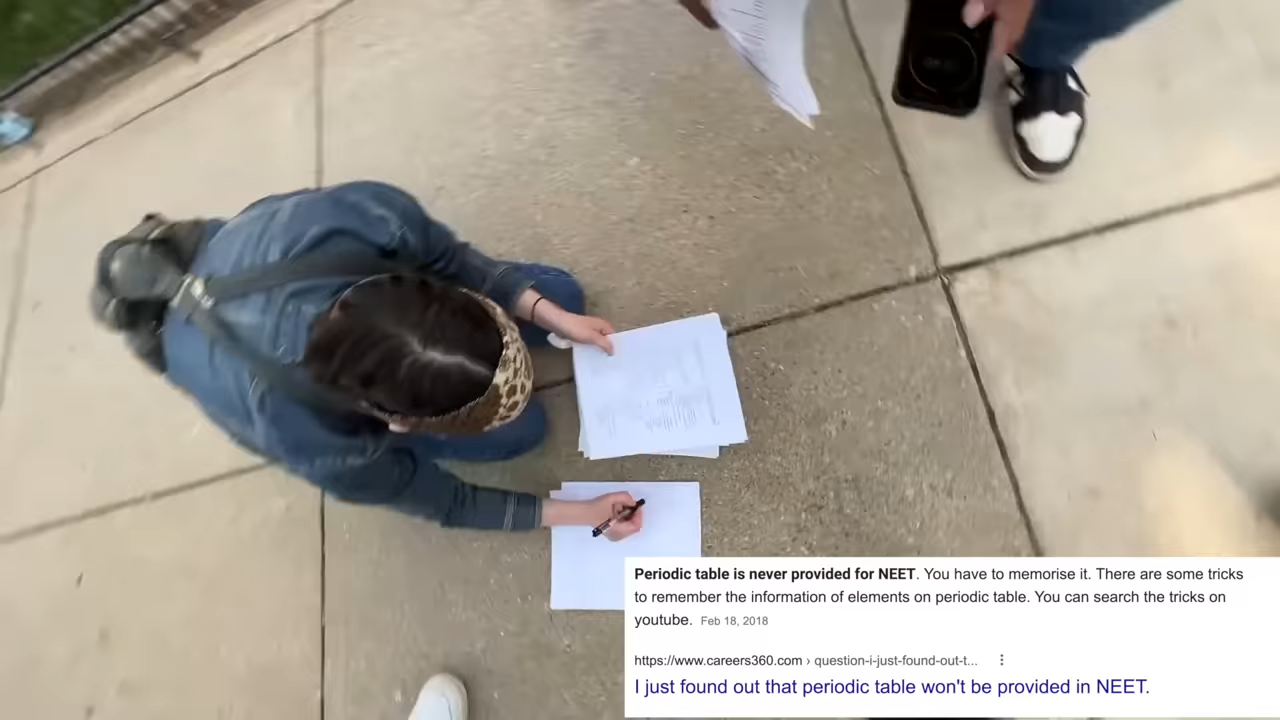 Periodic table is never provided for NEET. You have to memorise it. There are some tricks
to remember the information of elements on periodic table. You can search the tricks on
youtube. Feb 18, 2018
https://www.careers360.com › question-i-just-found-out-t...
I just found out that periodic table won't be provided in NEET.